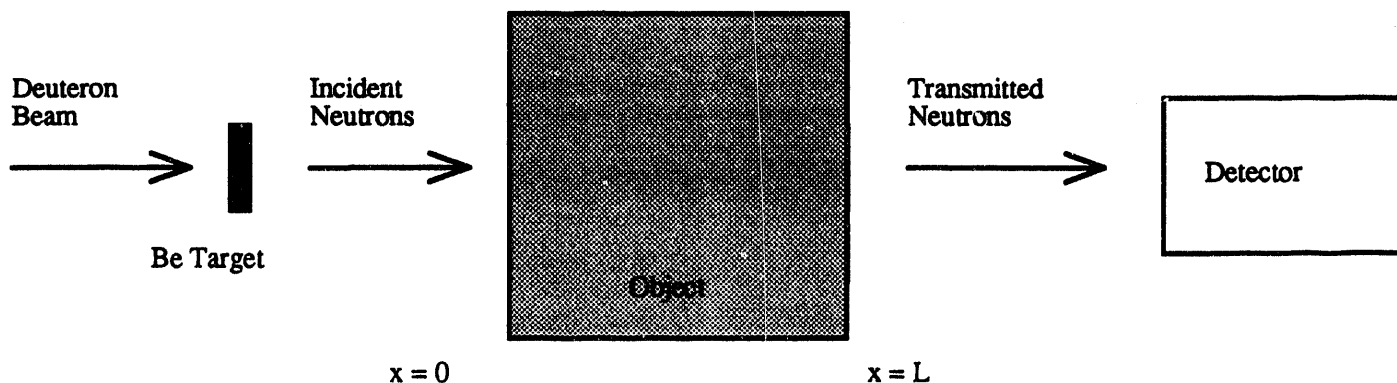 Deuteron
Beam
Incident
Neutrons
Transmitted
Neutrons
Detector
Be Target
Object
x = 0
x = L